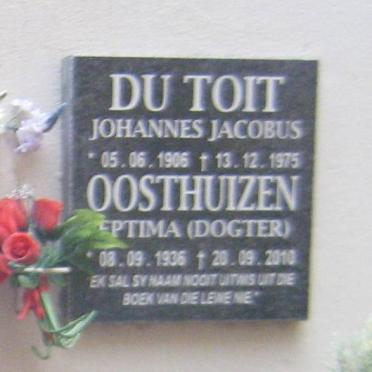 DU TOIT
JOHANNES JACOBUS
* 05.06.1906 † 13.12.1975
OOSTHUIZEN
EPTIMA (DOGTER)
* 08.09.1936 † 20.09.2010
"EK SAL SY NAAM NOOIT UITWIS UIT DIE
BOEK VAN DIE LEWE NIE."